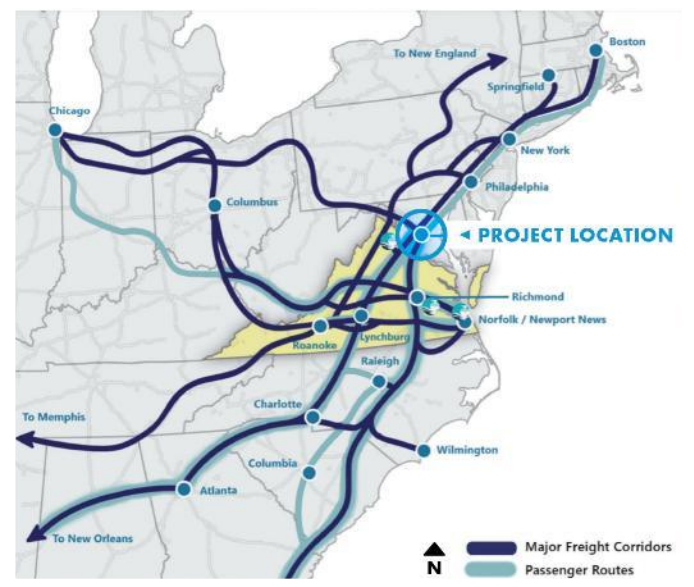 Boston
To New England
Springfield
Chicago
New York
Philadelphia
Columbus
PROJECT LOCATION
Richmond
Norfolk / Newport News
Roanoke
Lynchburg
Raleigh
Charlotte
To Memphis
Wilmington
Columbia
Atlanta
To New Orleans
Major Freight Corridors
N
Passenger Routes